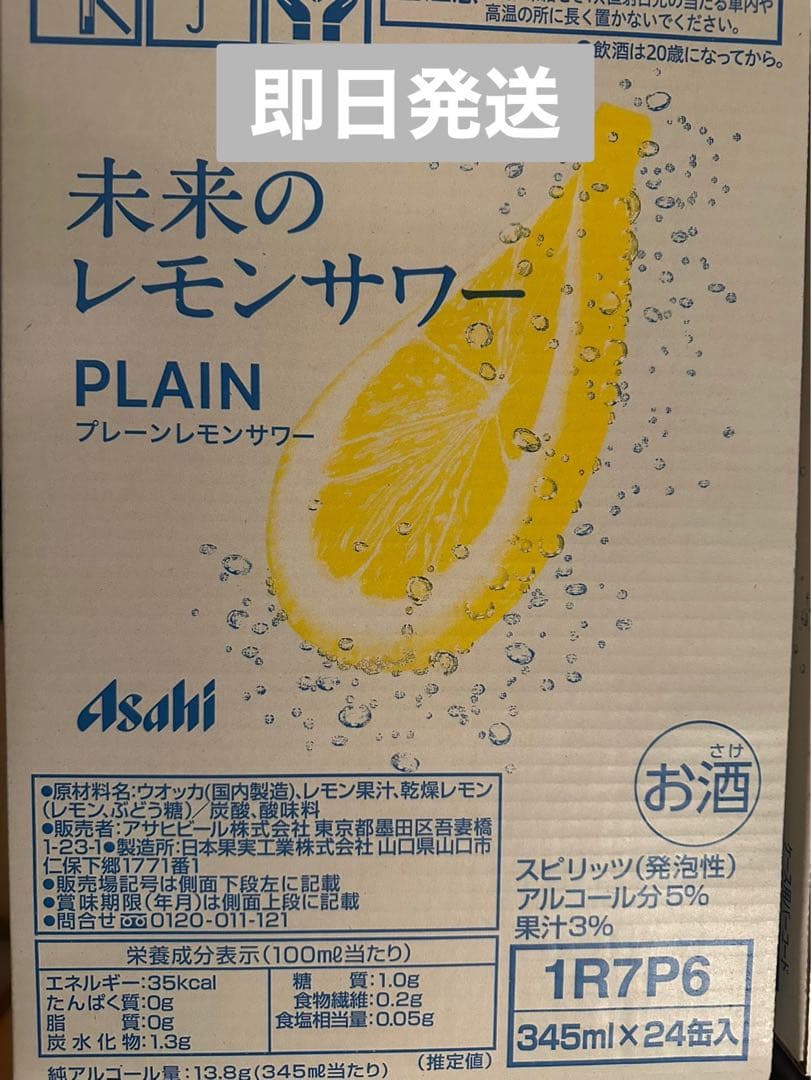 高温の所に長く置かないでください。
●飲酒は20歳になってから。
即日発送
未来の
レモンサワー
PLAIN
プレーンレモンサワー
Asahi
さけ
お酒
●原材料名:ウオッカ(国内製造)、レモン果汁、乾燥レモン
(レモン、ぶどう糖)/炭酸、酸味料
●販売者:アサヒビール株式会社 東京都墨田区吾妻橋
1-23-1●製造所:日本果実工業株式会社 山口県山口市
仁保下郷1771番1
●販売場記号は側面下段左に記載
●賞味期限(年月)は側面上段に記載
●問合せ 0120-011-121
スピリッツ(発泡性)
アルコール分5%
果汁3%
栄養成分表示(100mℓ当たり)
エネルギー:35kcal
たんぱく質:0g
脂 質:0g
炭水化物:1.3g
糖 質:1.0g
食物繊維:0.2g
食塩相当量:0.05g
純アルコール量:13.8g(345mℓ当たり)
(推定値)
1R7P6
345ml×24缶入